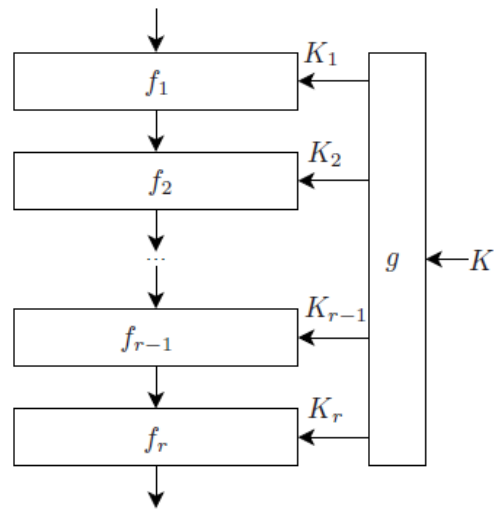 K₁
f₁
K₂
f₂
...
g
K
Kᵣ₋₁
fᵣ₋₁
Kᵣ
fᵣ